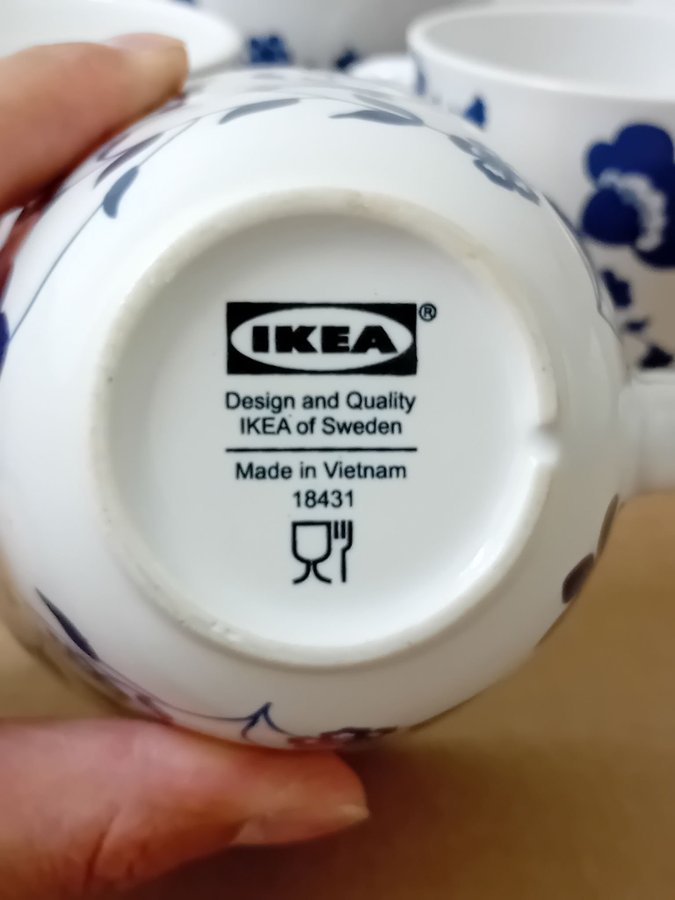 IKEA®
Design and Quality
IKEA of Sweden
Made in Vietnam
18431